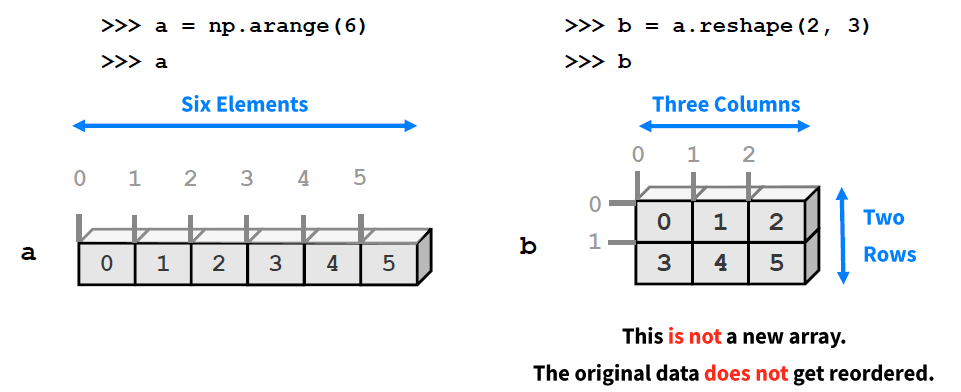 >>> a = np.arange(6)
>>> a
Six Elements
0 1 2 3 4 5
a
0 1 2 3 4 5
>>> b = a.reshape(2, 3)
>>> b
Three Columns
0 1 2
0
1
b
0 1 2
3 4 5
Two
Rows
This is not a new array.
The original data does not get reordered.